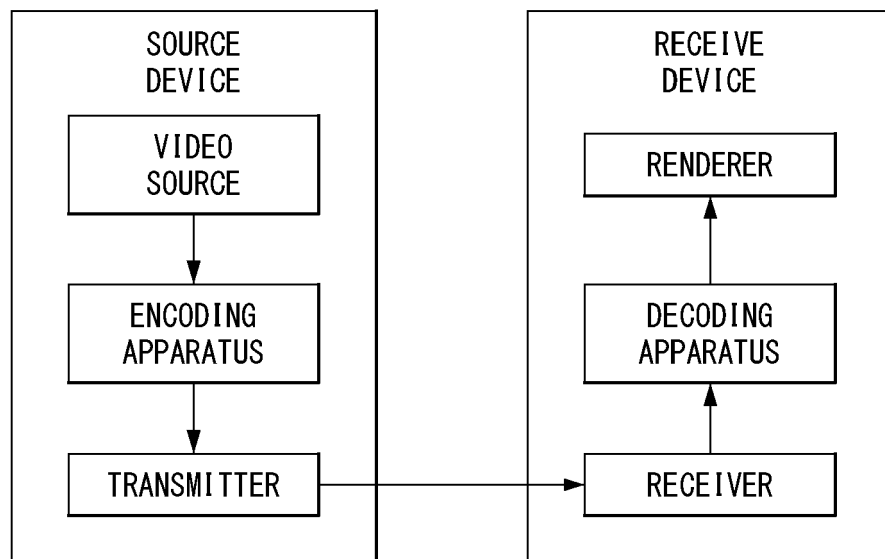 SOURCE
DEVICE
VIDEO
SOURCE
ENCODING
APPARATUS
TRANSMITTER
RECEIVE
DEVICE
RENDERER
DECODING
APPARATUS
RECEIVER